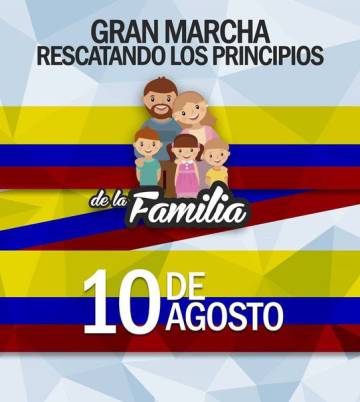 GRAN MARCHA
RESCATANDO LOS PRINCIPIOS
de la Familia
10 DE
AGOSTO